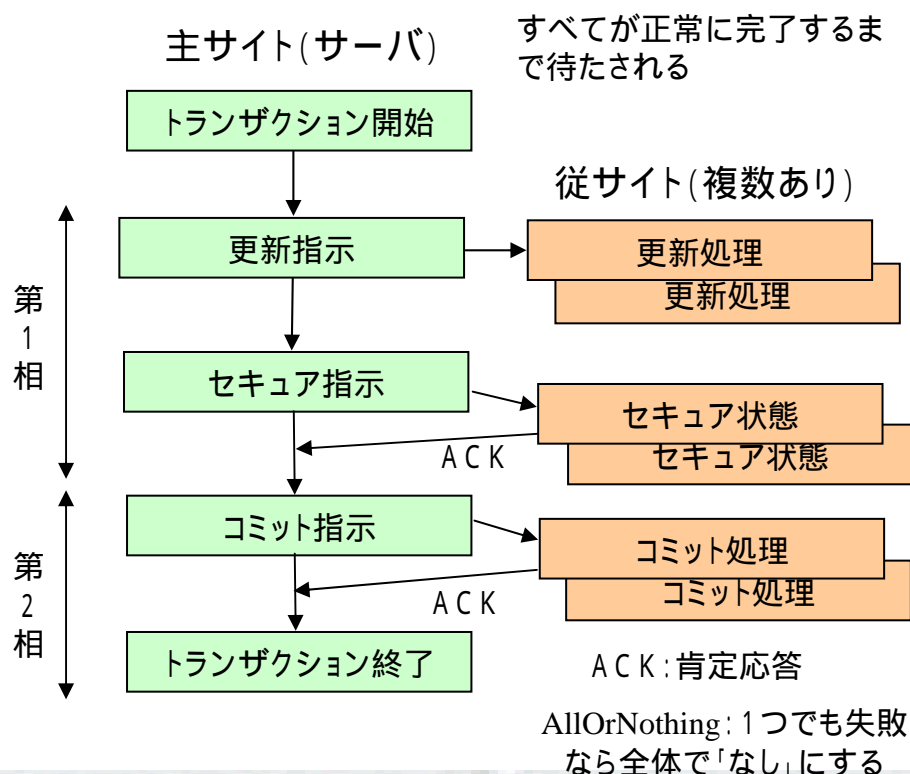 主サイト(サーバ)
すべてが正常に完了するま
で待たされる
トランザクション開始
従サイト(複数あり)
第
1
相
更新指示
更新処理
更新処理
セキュア指示
セキュア状態
セキュア状態
ACK
第
2
相
コミット指示
コミット処理
コミット処理
ACK
トランザクション終了
ACK:肯定応答
AllOrNothing:1つでも失敗
なら全体で「なし」にする